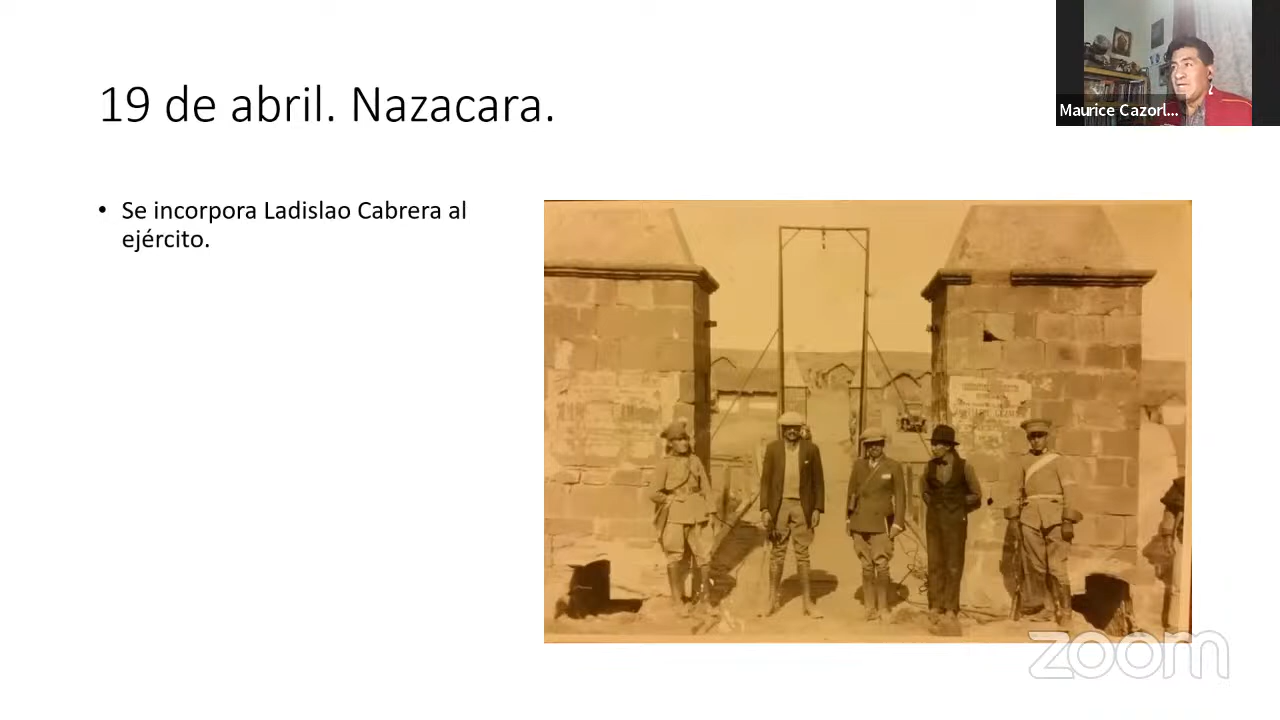 19 de abril. Nazacara.
Maurice Cazorl...
• Se incorpora Ladislao Cabrera al
ejército.
zoom